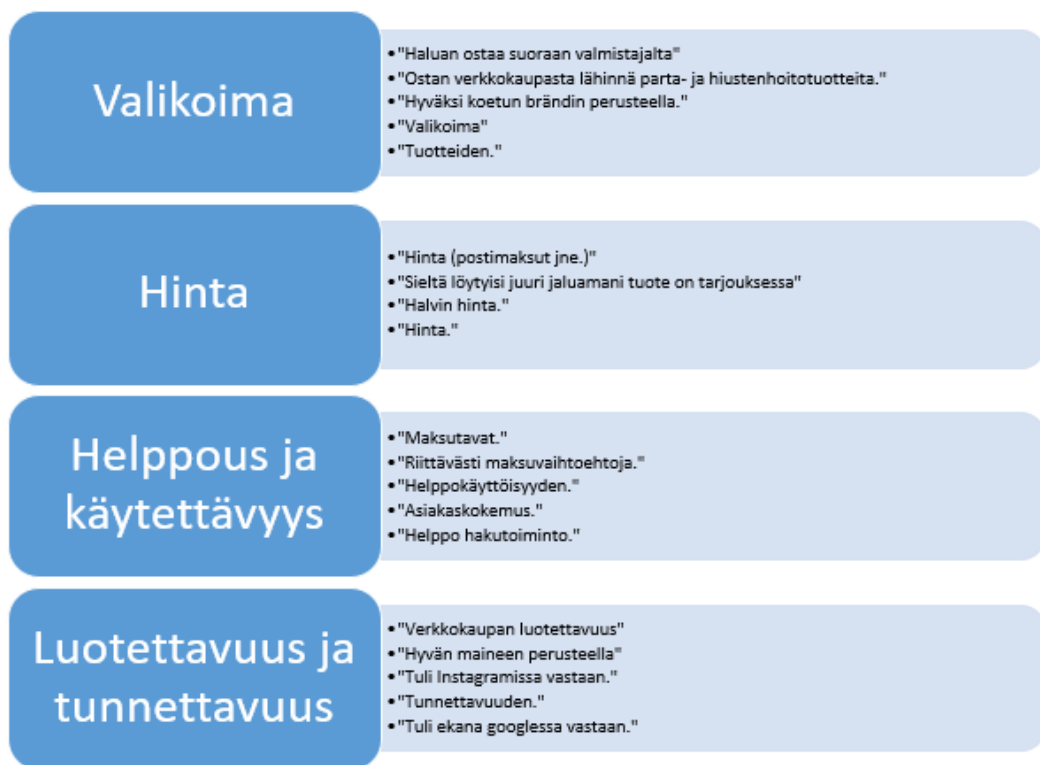 Valikoima
•"Haluan ostaa suoraan valmistajalta"
•"Ostan verkkokaupasta lähinnä parta- ja hiustenhoitotuotteita."
•"Hyväksi koetun brändin perusteella."
•"Valikoima"
•"Tuotteiden."
Hinta
•"Hinta (postimaksut jne.)"
•"Sieltä löytyisi juuri jaluamani tuote on tarjouksessa"
•"Halvin hinta."
•"Hinta."
Helppous ja
käytettävyys
•"Maksutavat."
•"Riittävästi maksuvaihtoehtoja."
•"Helppokäyttöisyyden."
•"Asiakaskokemus."
•"Helppo hakutoiminto."
Luotettavuus ja
tunnettavuus
•"Verkkokaupan luotettavuus"
•"Hyvän maineen perusteella"
•"Tuli Instagramissa vastaan."
•"Tunnettavuuden."
•"Tuli ekana googlessa vastaan."